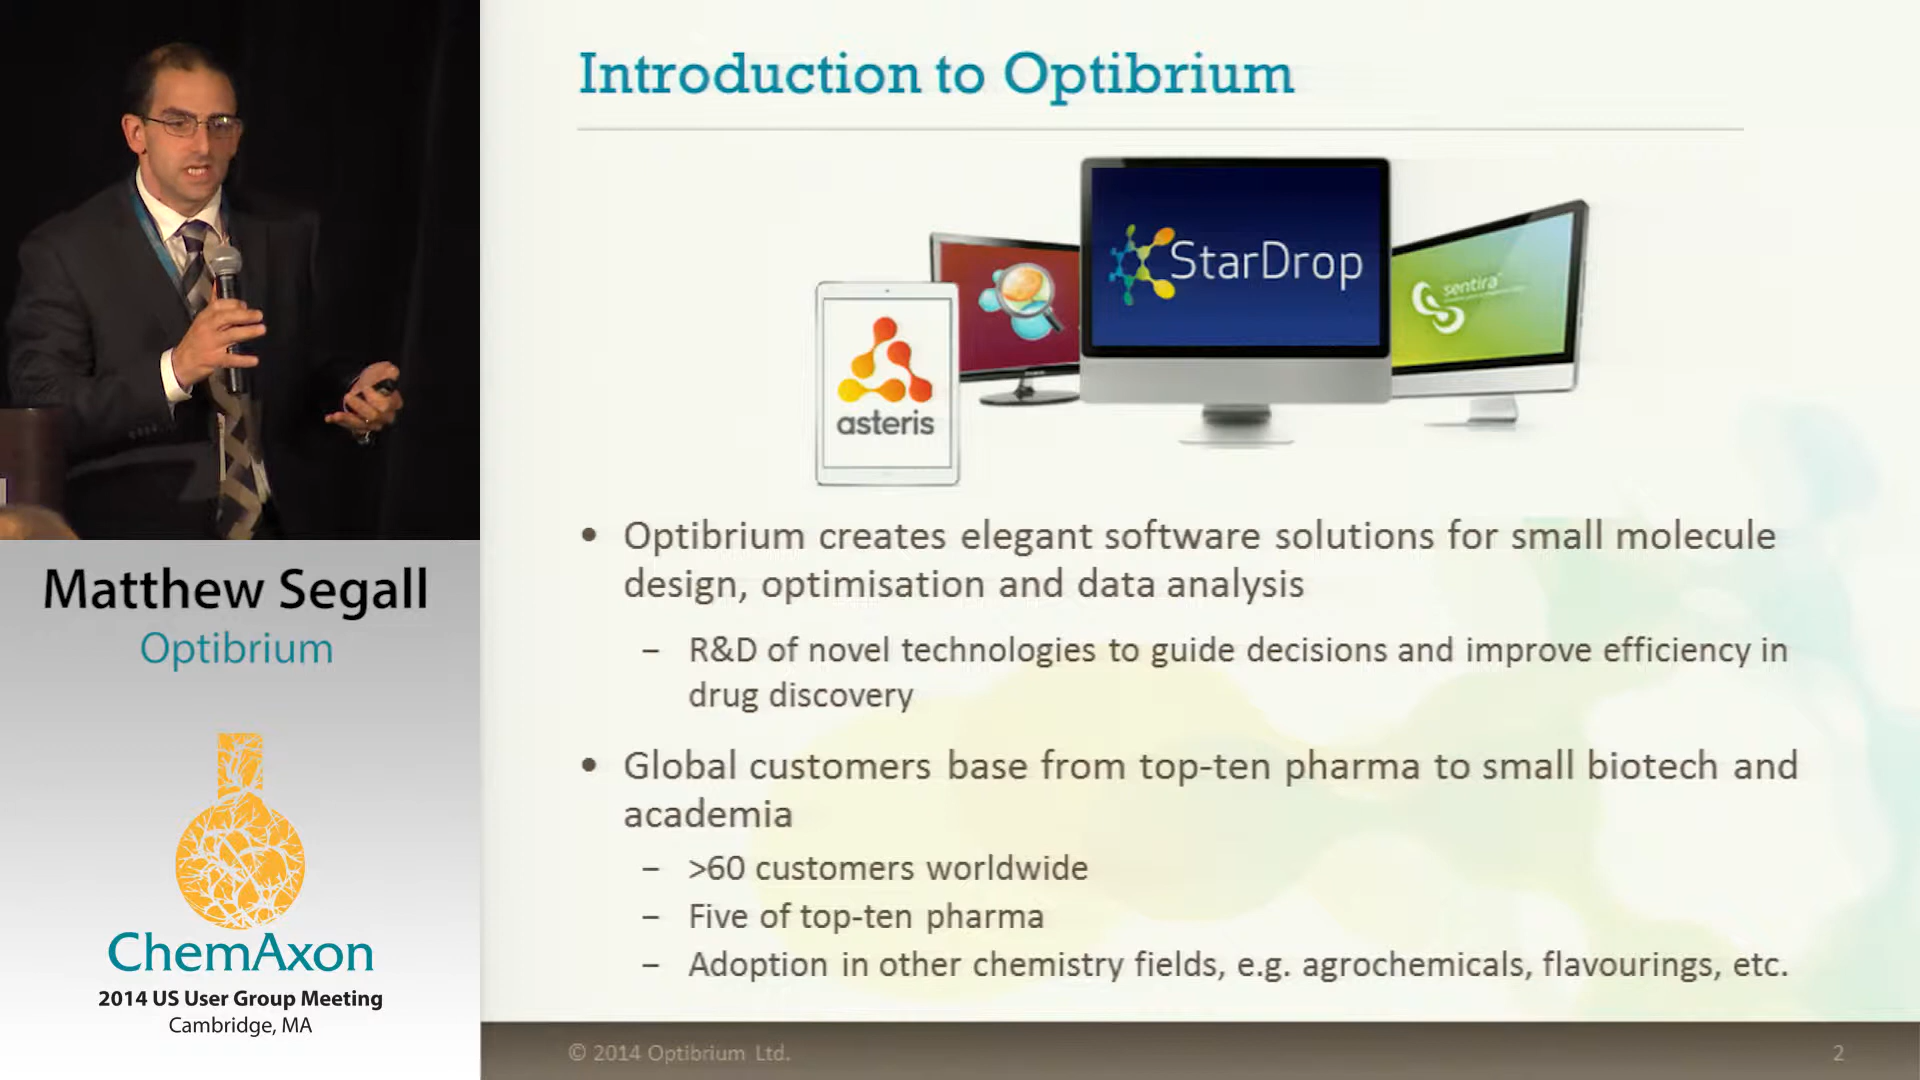 Introduction to Optibrium
StarDrop
sentira
asteris
• Optibrium creates elegant software solutions for small molecule
design, optimisation and data analysis
– R&D of novel technologies to guide decisions and improve efficiency in
drug discovery
• Global customers base from top-ten pharma to small biotech and
academia
– >60 customers worldwide
– Five of top-ten pharma
– Adoption in other chemistry fields, e.g. agrochemicals, flavourings, etc.
© 2014 Optibrium Ltd.
2
Matthew Segall
Optibrium
ChemAxon
2014 US User Group Meeting
Cambridge, MA